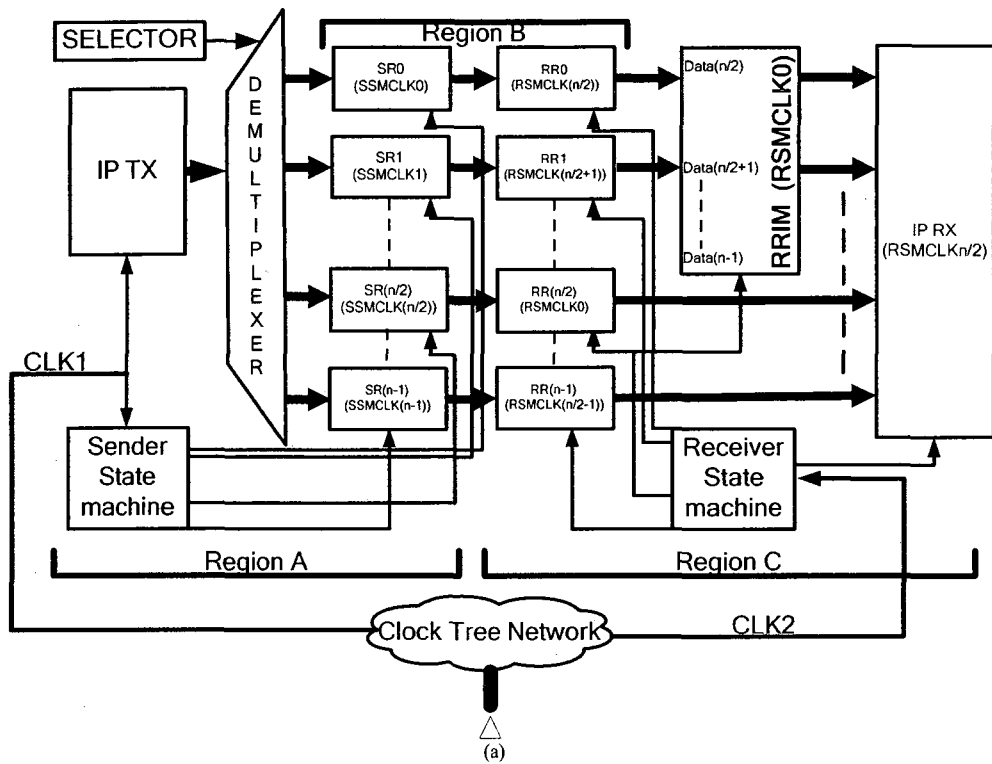 SELECTOR
Region B
IP TX
DEMULTIPLEXER
SR0
(SSMCLK0)
RR0
(RSMCLK(n/2))
Data(n/2)
SR1
(SSMCLK1)
RR1
(RSMCLK(n/2+1))
Data(n/2+1)
SR(n/2)
(SSMCLK(n/2))
RR(n/2)
(RSMCLK0)
Data(n-1)
RRIM (RSMCLK0)
IP RX
(RSMCLKn/2)
SR(n-1)
(SSMCLK(n-1))
RR(n-1)
(RSMCLK(n/2-1))
CLK1
Sender
State
machine
Receiver
State
machine
Region A
Region C
Clock Tree Network
CLK2
(a)